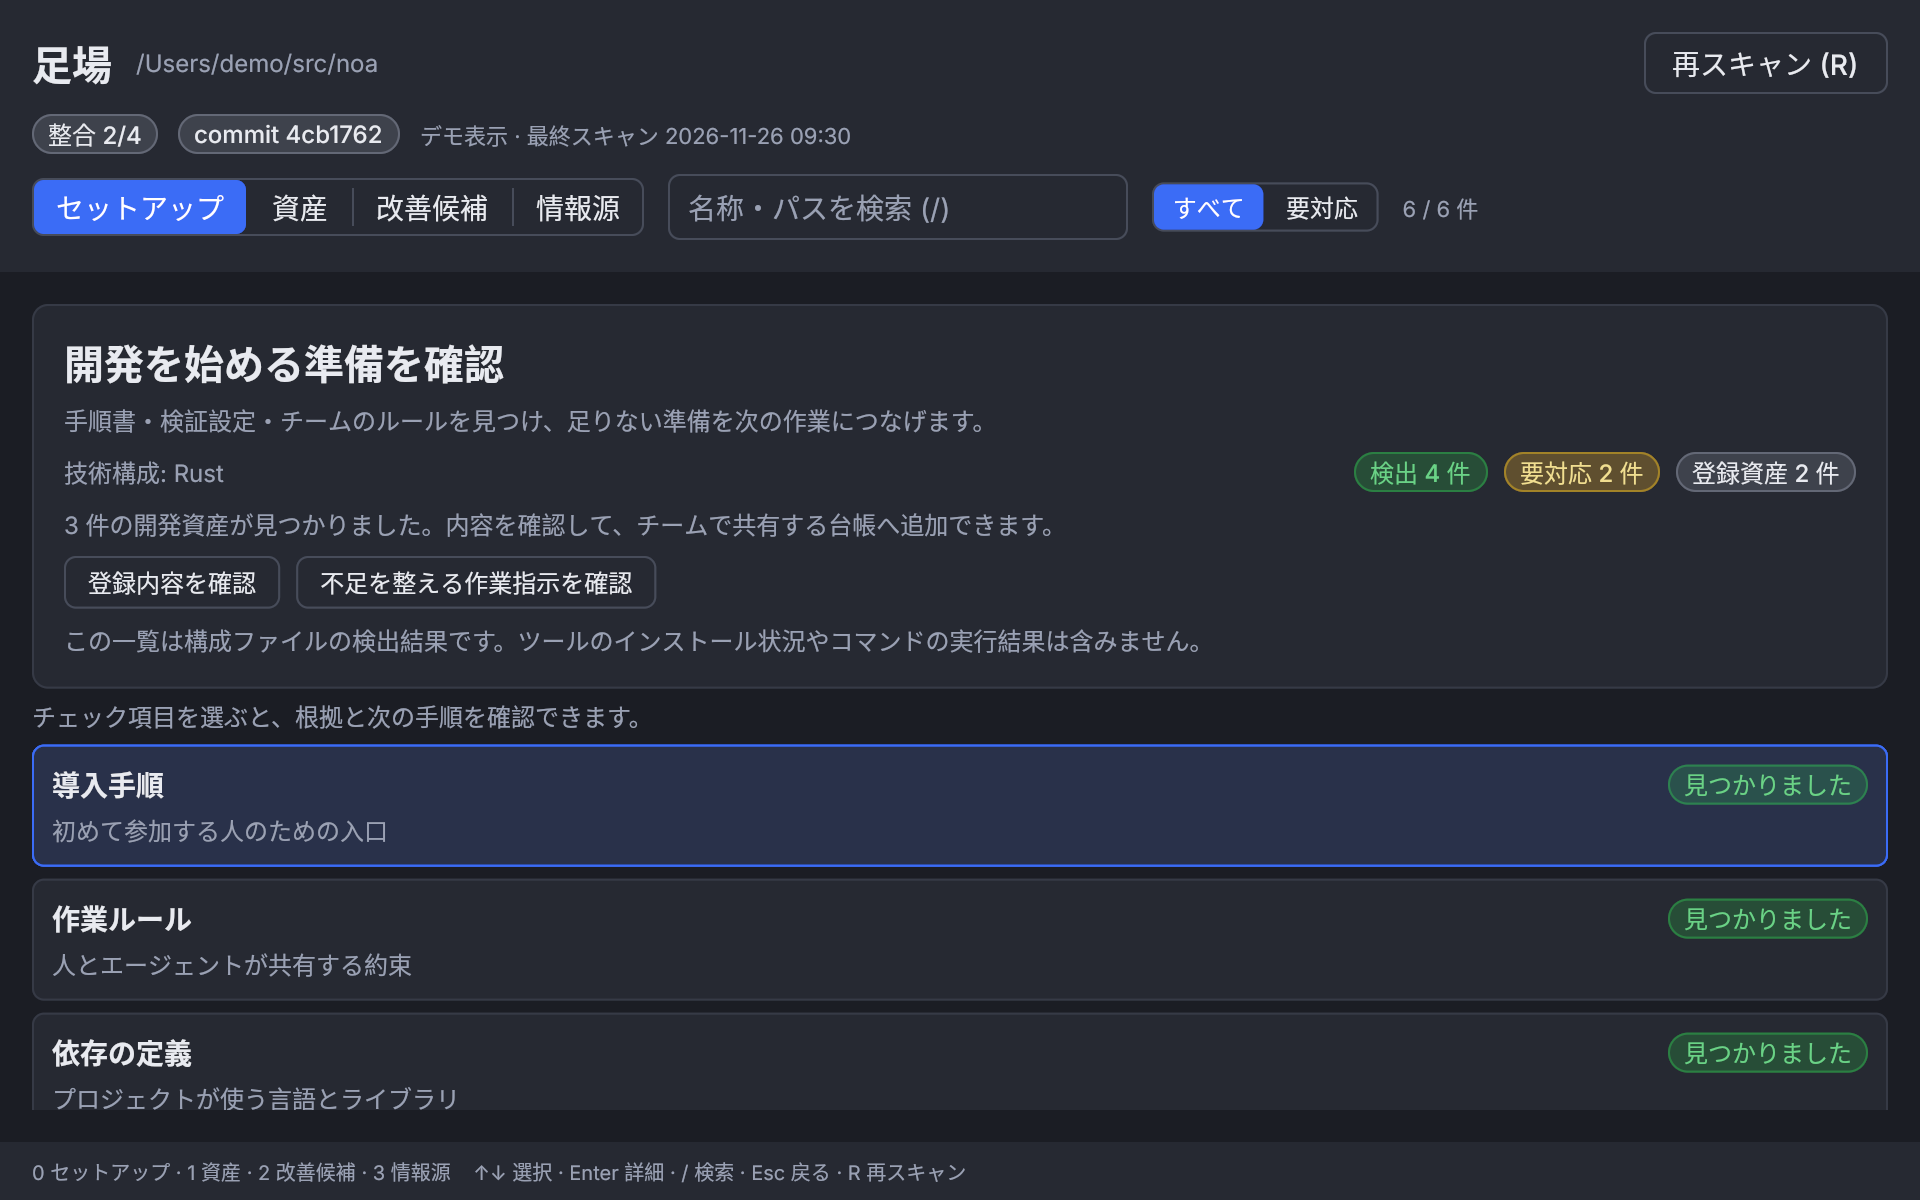 足場 /Users/demo/src/noa 再スキャン (R)
整合 2/4 commit 4cb1762 デモ表示 · 最終スキャン 2026-11-26 09:30
セットアップ 資産 改善候補 情報源 名称・パスを検索 (/) すべて 要対応 6 / 6 件
開発を始める準備を確認
手順書・検証設定・チームのルールを見つけ、足りない準備を次の作業につなげます。
技術構成: Rust 検出 4 件 要対応 2 件 登録資産 2 件
3 件の開発資産が見つかりました。内容を確認して、チームで共有する台帳へ追加できます。
登録内容を確認 不足を整える作業指示を確認
この一覧は構成ファイルの検出結果です。ツールのインストール状況やコマンドの実行結果は含みません。
チェック項目を選ぶと、根拠と次の手順を確認できます。
導入手順 見つかりました
初めて参加する人のための入口
作業ルール 見つかりました
人とエージェントが共有する約束
依存の定義 見つかりました
プロジェクトが使う言語とライブラリ
0 セットアップ · 1 資産 · 2 改善候補 · 3 情報源 ↑↓ 選択 · Enter 詳細 · / 検索 · Esc 戻る · R 再スキャン